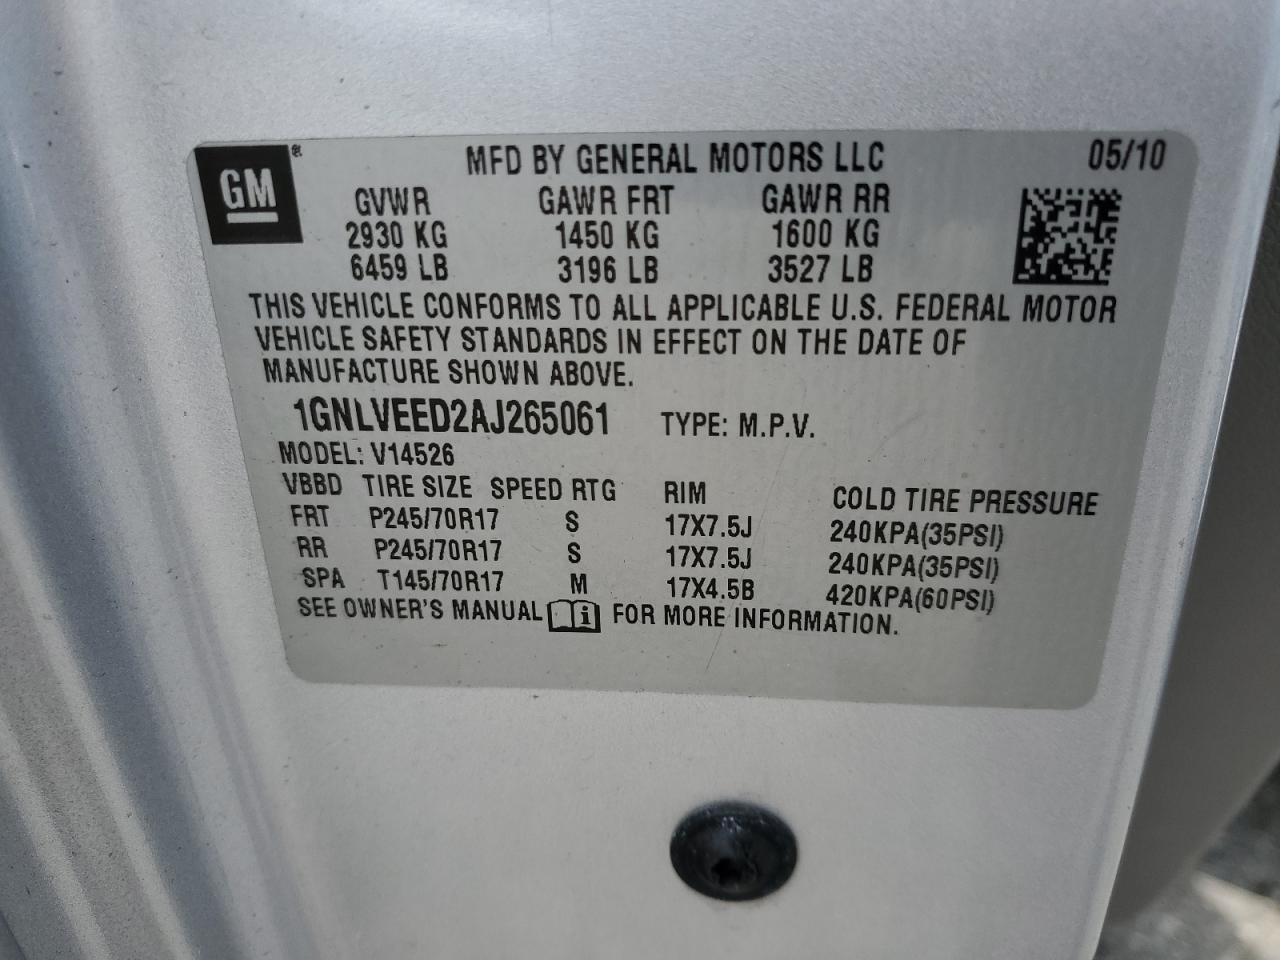 GM ®
MFD BY GENERAL MOTORS LLC 05/10
GVWR GAWR FRT GAWR RR
2930 KG 1450 KG 1600 KG
6459 LB 3196 LB 3527 LB
THIS VEHICLE CONFORMS TO ALL APPLICABLE U.S. FEDERAL MOTOR
VEHICLE SAFETY STANDARDS IN EFFECT ON THE DATE OF
MANUFACTURE SHOWN ABOVE.
1GNLVEED2AJ265061 TYPE: M.P.V.
MODEL: V14526
VBBD TIRE SIZE SPEED RTG RIM COLD TIRE PRESSURE
FRT P245/70R17 S 17X7.5J 240KPA(35PSI)
RR P245/70R17 S 17X7.5J 240KPA(35PSI)
SPA T145/70R17 M 17X4.5B 420KPA(60PSI)
SEE OWNER'S MANUAL i FOR MORE INFORMATION.